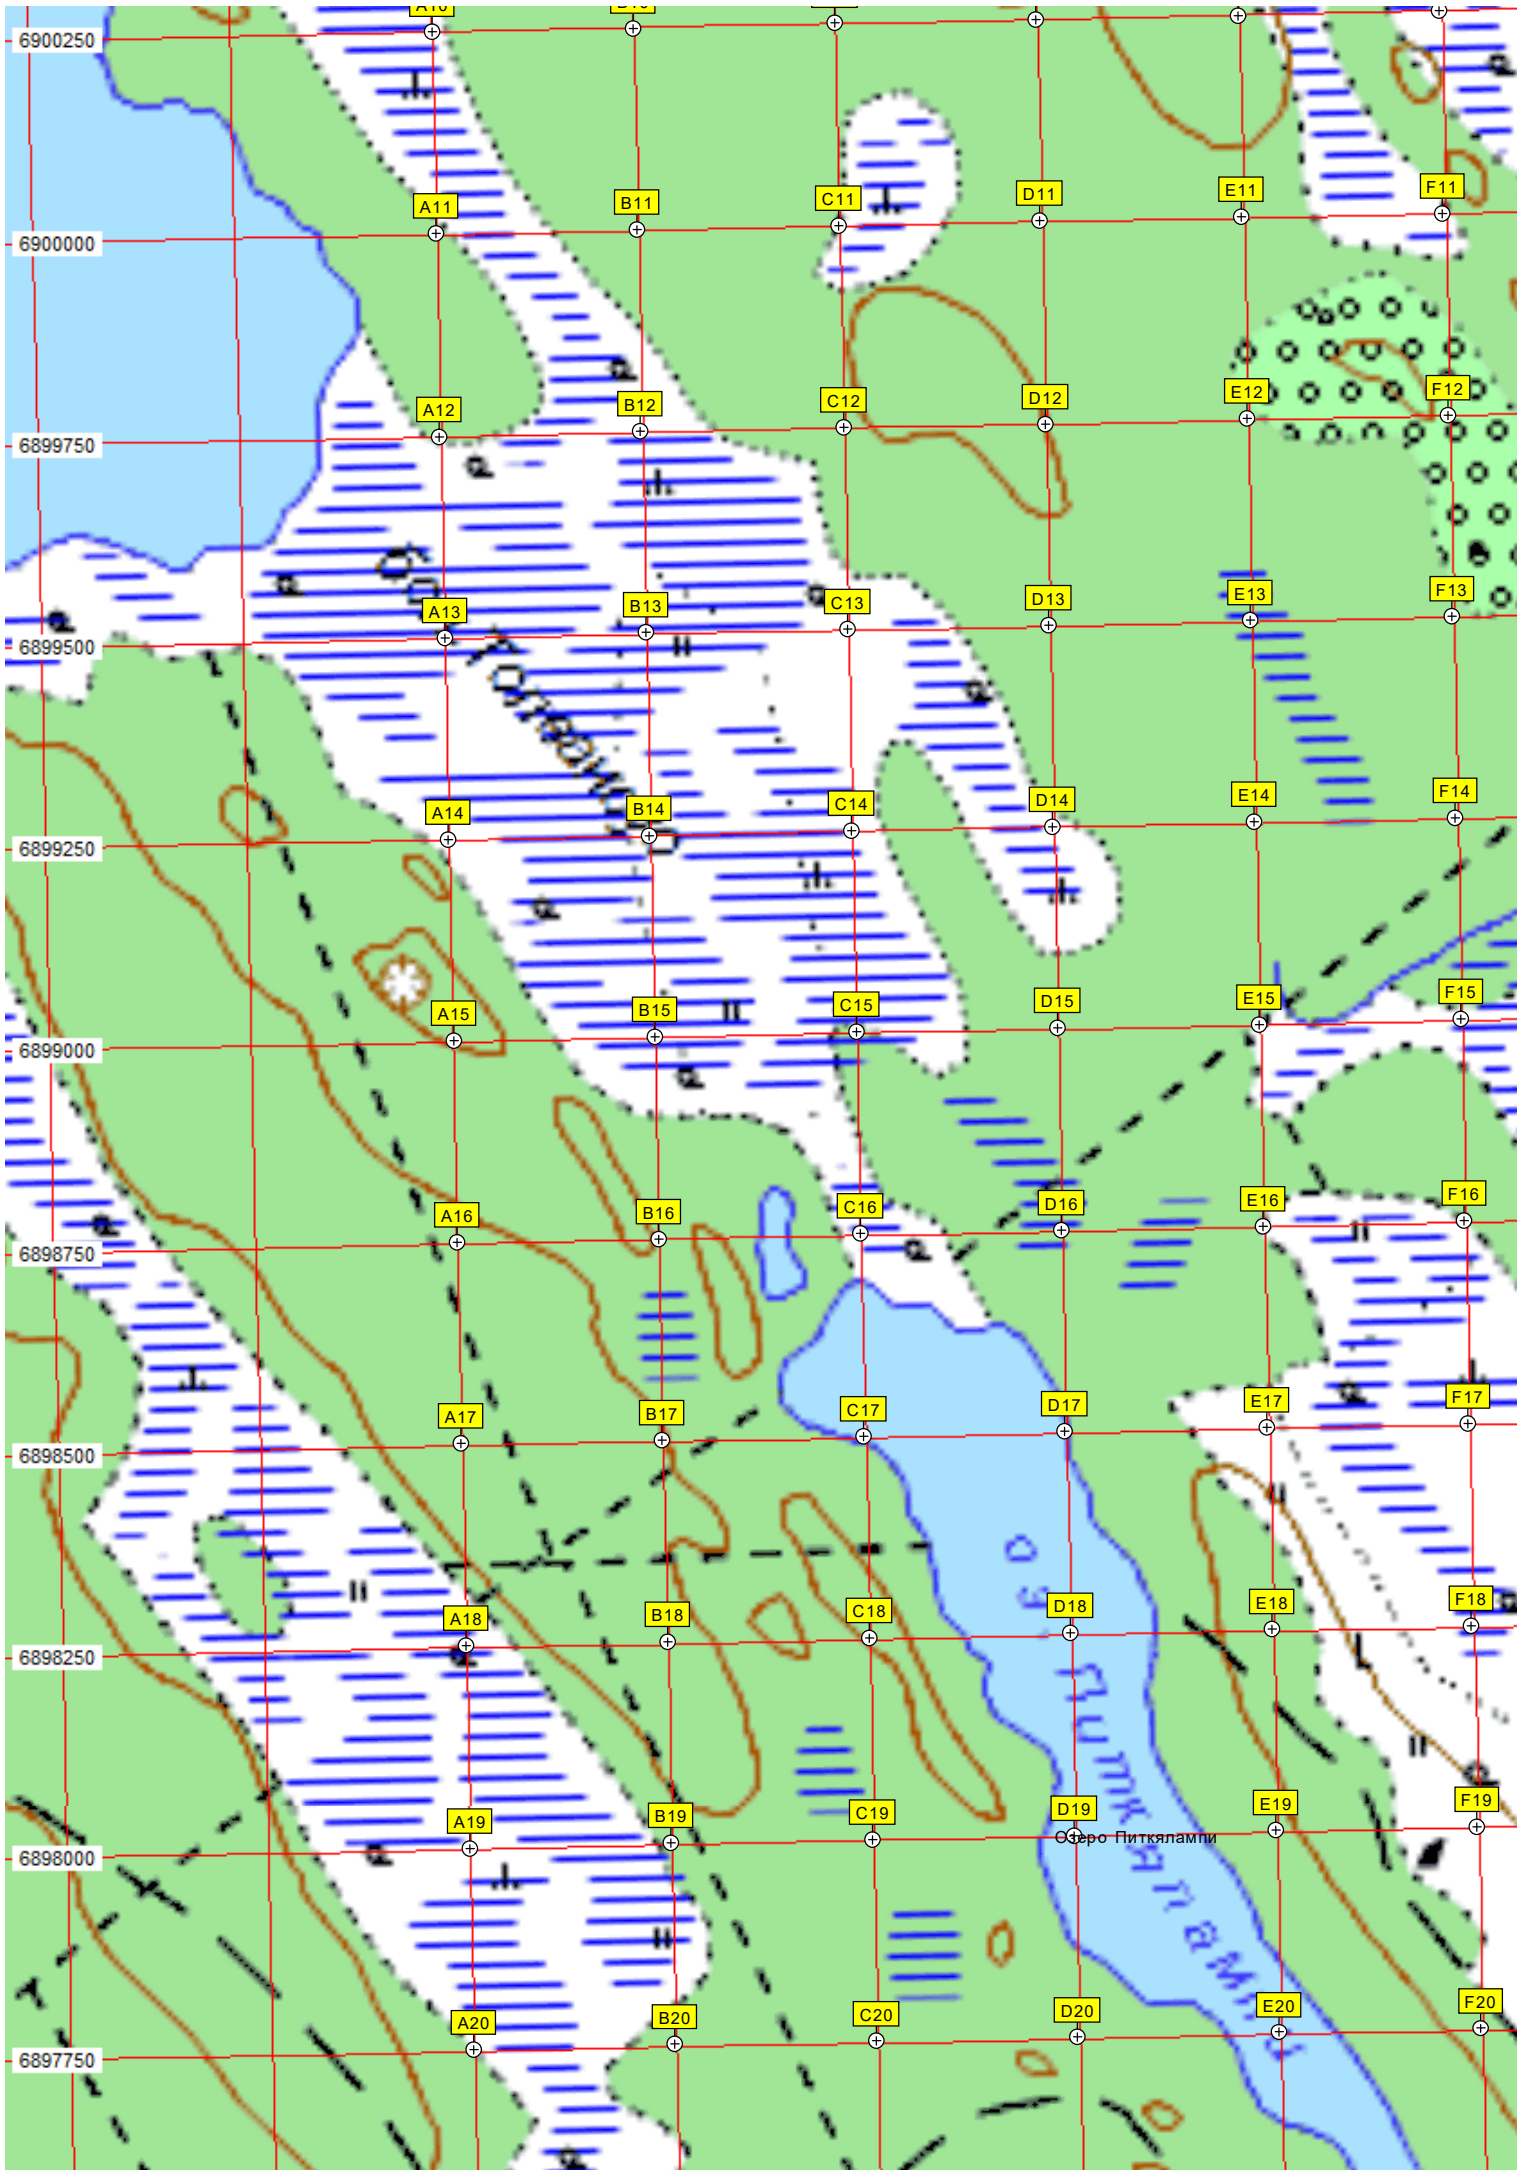 6900250
A11 B11 C11 D11 E11 F11
6900000
A12 B12 C12 D12 E12 F12
6899750
A13 B13 C13 D13 E13 F13
6899500
A14 B14 C14 D14 E14 F14
6899250
A15 B15 C15 D15 E15 F15
6899000
A16 B16 C16 D16 E16 F16
6898750
A17 B17 C17 D17 E17 F17
6898500
A18 B18 C18 D18 E18 F18
6898250
оз. Питкялампи
A19 B19 C19 D19 E19 F19
Озеро Питкялампи
6898000
A20 B20 C20 D20 E20 F20
6897750